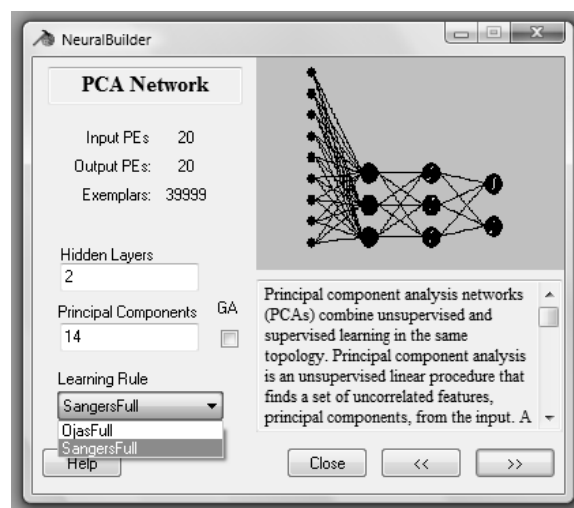 NeuralBuilder
PCA Network
Input PEs 20
Output PEs: 20
Exemplars: 39999
Hidden Layers
2
Principal Components GA
14
Learning Rule
SangersFull
OjasFull
SangersFull
Help
Principal component analysis networks
(PCAs) combine unsupervised and
supervised learning in the same
topology. Principal component analysis
is an unsupervised linear procedure that
finds a set of uncorrelated features,
principal components, from the input. A
Close << >>